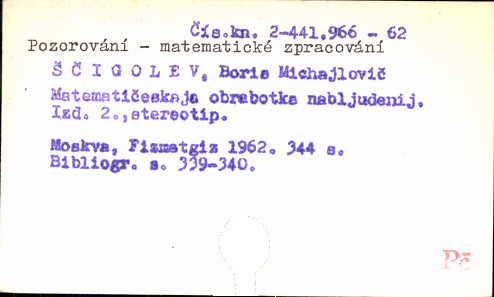 Čís.kn. 2-441.966 - 62
Pozorování - matematické zpracování
ŠČIGOLEV, Boris Michajlovič
Matematičeskaja obrabotka nabljudenij.
Izd. 2.,stereotip.
Moskva, Fizmatgiz 1962. 344 s.
Bibliogr. s. 339-340.
Pč